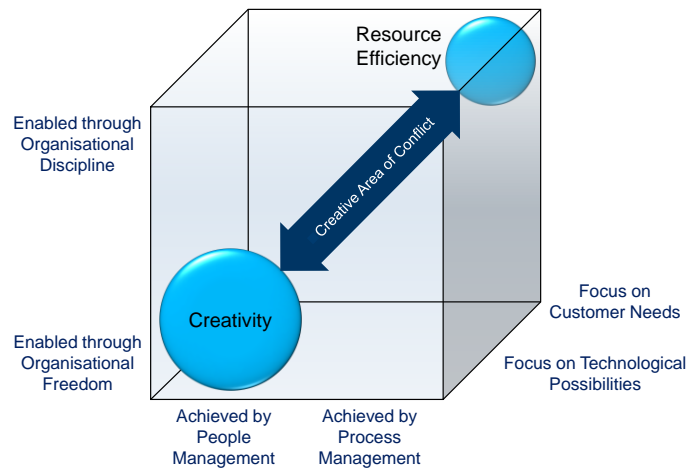 Resource
Efficiency
Enabled through
Organisational
Discipline
Creative Area of Conflict
Creativity
Enabled through
Organisational
Freedom
Focus on
Customer Needs
Focus on Technological
Possibilities
Achieved by
People
Management
Achieved by
Process
Management